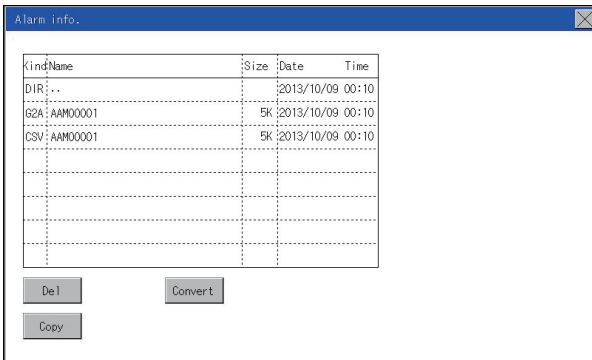 Alarm info.
Kind Name Size Date Time
DIR .. 2013/10/09 00:10
G2A AAM00001 5K 2013/10/09 00:10
CSV AAM00001 5K 2013/10/09 00:10
Del Convert
Copy